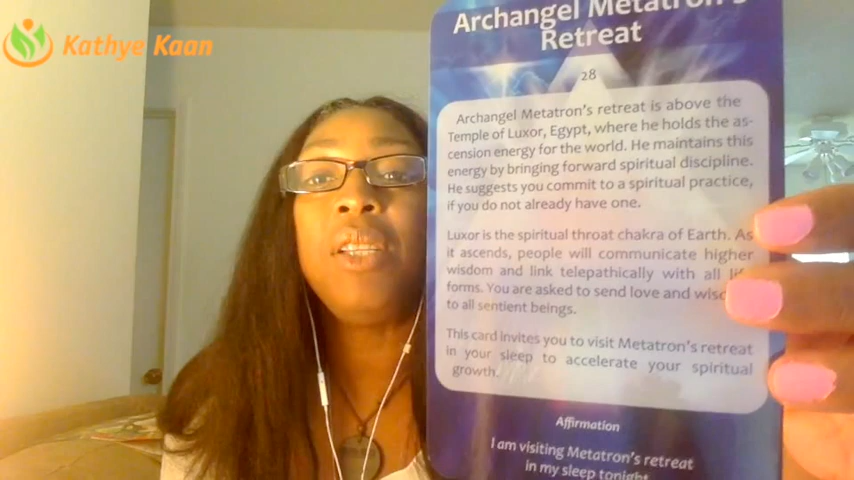 Kathye Kaan
Archangel Metatron's
Retreat
28
Archangel Metatron's retreat is above the
Temple of Luxor, Egypt, where he holds the as-
cension energy for the world. He maintains this
energy by bringing forward spiritual discipline.
He suggests you commit to a spiritual practice,
if you do not already have one.
Luxor is the spiritual throat chakra of Earth. As
it ascends, people will communicate higher
wisdom and link telepathically with all
forms. You are asked to send love and
to all sentient beings.
This card invites you to visit Metatron's retreat
in your sleep to accelerate your spiritual
growth.
Affirmation
I am visiting Metatron's retreat
in my sleep tonight